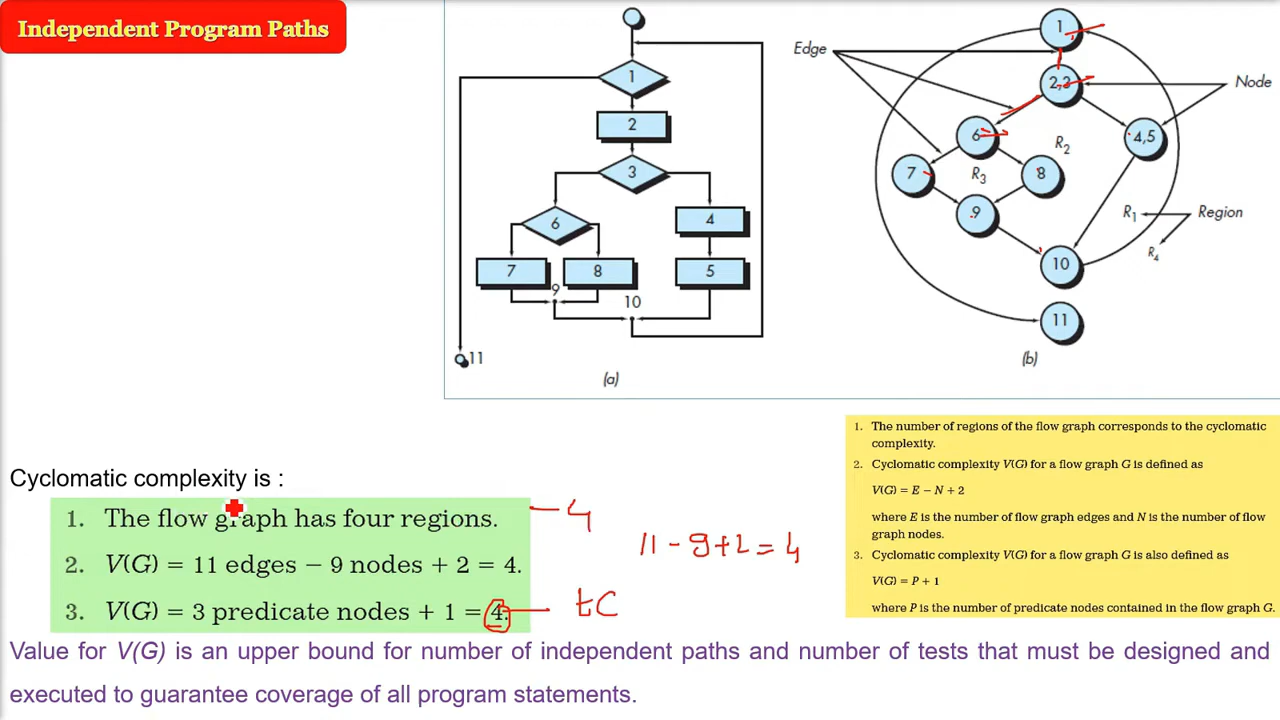 Independent Program Paths
1
2
3
6
4
7
8
5
9
10
11
(a)
Edge
1
2,3
Node
6
4,5
R2
7
R3
8
9
R1
Region
R4
10
11
(b)
1. The number of regions of the flow graph corresponds to the cyclomatic
complexity.
2. Cyclomatic complexity V(G) for a flow graph G is defined as
V(G) = E − N + 2
where E is the number of flow graph edges and N is the number of flow
graph nodes.
3. Cyclomatic complexity V(G) for a flow graph G is also defined as
V(G) = P + 1
where P is the number of predicate nodes contained in the flow graph G.
Cyclomatic complexity is :
1. The flow graph has four regions.
2. V(G) = 11 edges − 9 nodes + 2 = 4.
3. V(G) = 3 predicate nodes + 1 = 4.
4
11 - 9 + 2 = 4
tC
Value for V(G) is an upper bound for number of independent paths and number of tests that must be designed and
executed to guarantee coverage of all program statements.